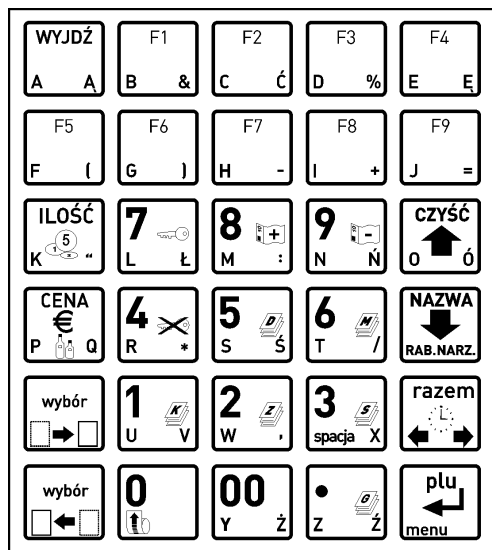 WYJDŹ F1 F2 F3 F4
A Ą B & C Ć D % E Ę
F5 F6 F7 F8 F9
F ( G ) H - I + J =
ILOŚĆ 7 8 + 9 - CZYŚĆ
5
1 *
K “ L Ł M : N Ń O Ó
CENA 4 5 D 6 M NAZWA
€
P Q R * S Ś T / RAB.NARZ.
wybór 1 K 2 Z 3 S razem
U V W , spacja X
wybór 0 00 • G plu
Y Ż Z Ź menu